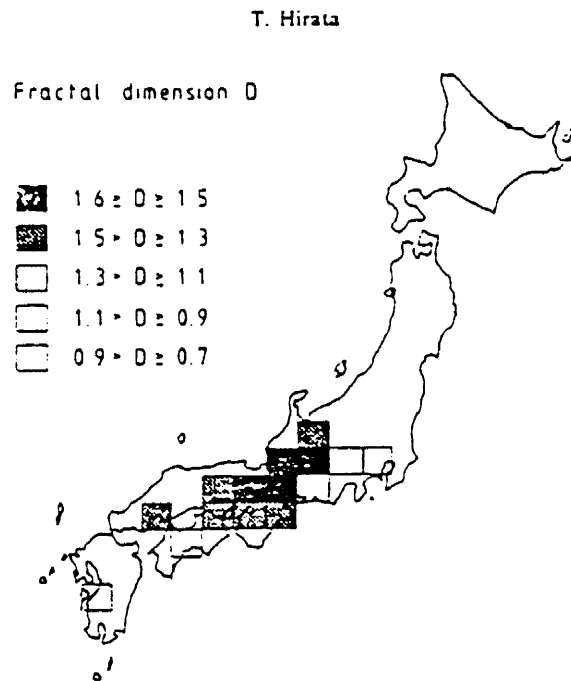 T. Hirata
Fractal dimension D
1.6 ≥ D ≥ 1.5
1.5 > D ≥ 1.3
1.3 > D ≥ 1.1
1.1 > D ≥ 0.9
0.9 > D ≥ 0.7